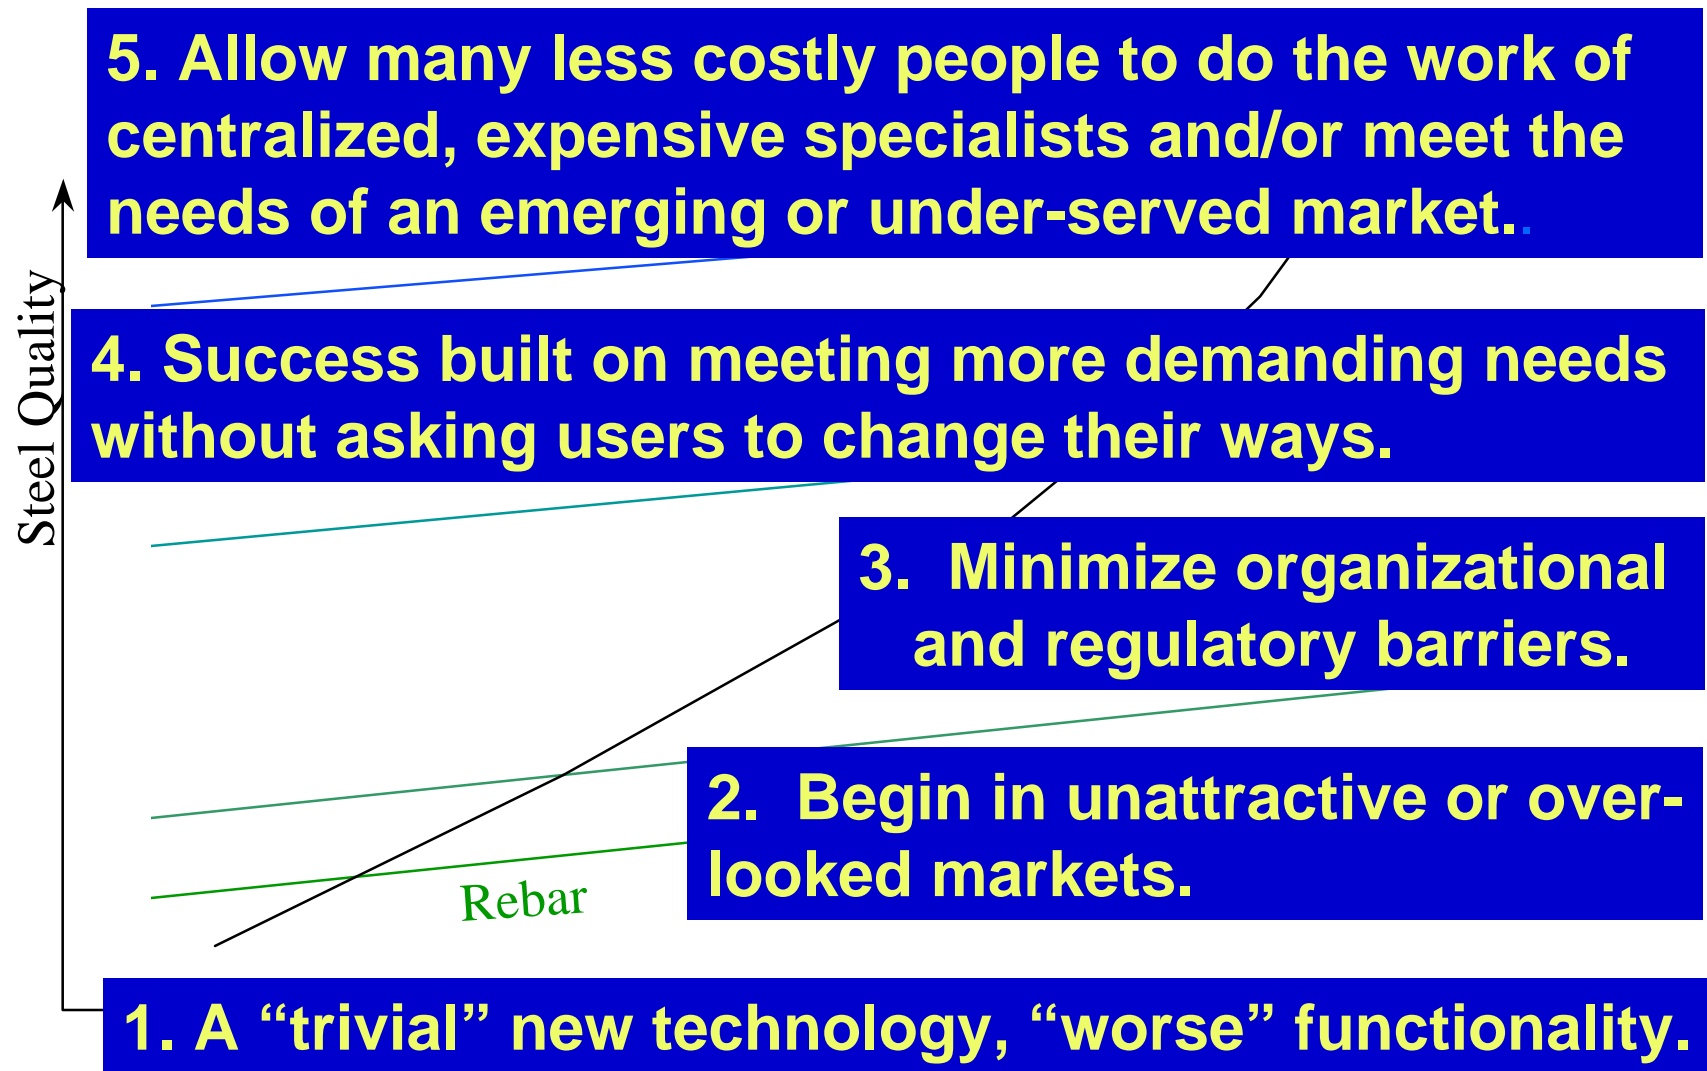 5. Allow many less costly people to do the work of
centralized, expensive specialists and/or meet the
needs of an emerging or under-served market..
Steel Quality
4. Success built on meeting more demanding needs
without asking users to change their ways.
3. Minimize organizational
and regulatory barriers.
2. Begin in unattractive or over-
looked markets.
Rebar
1. A “trivial” new technology, “worse” functionality.